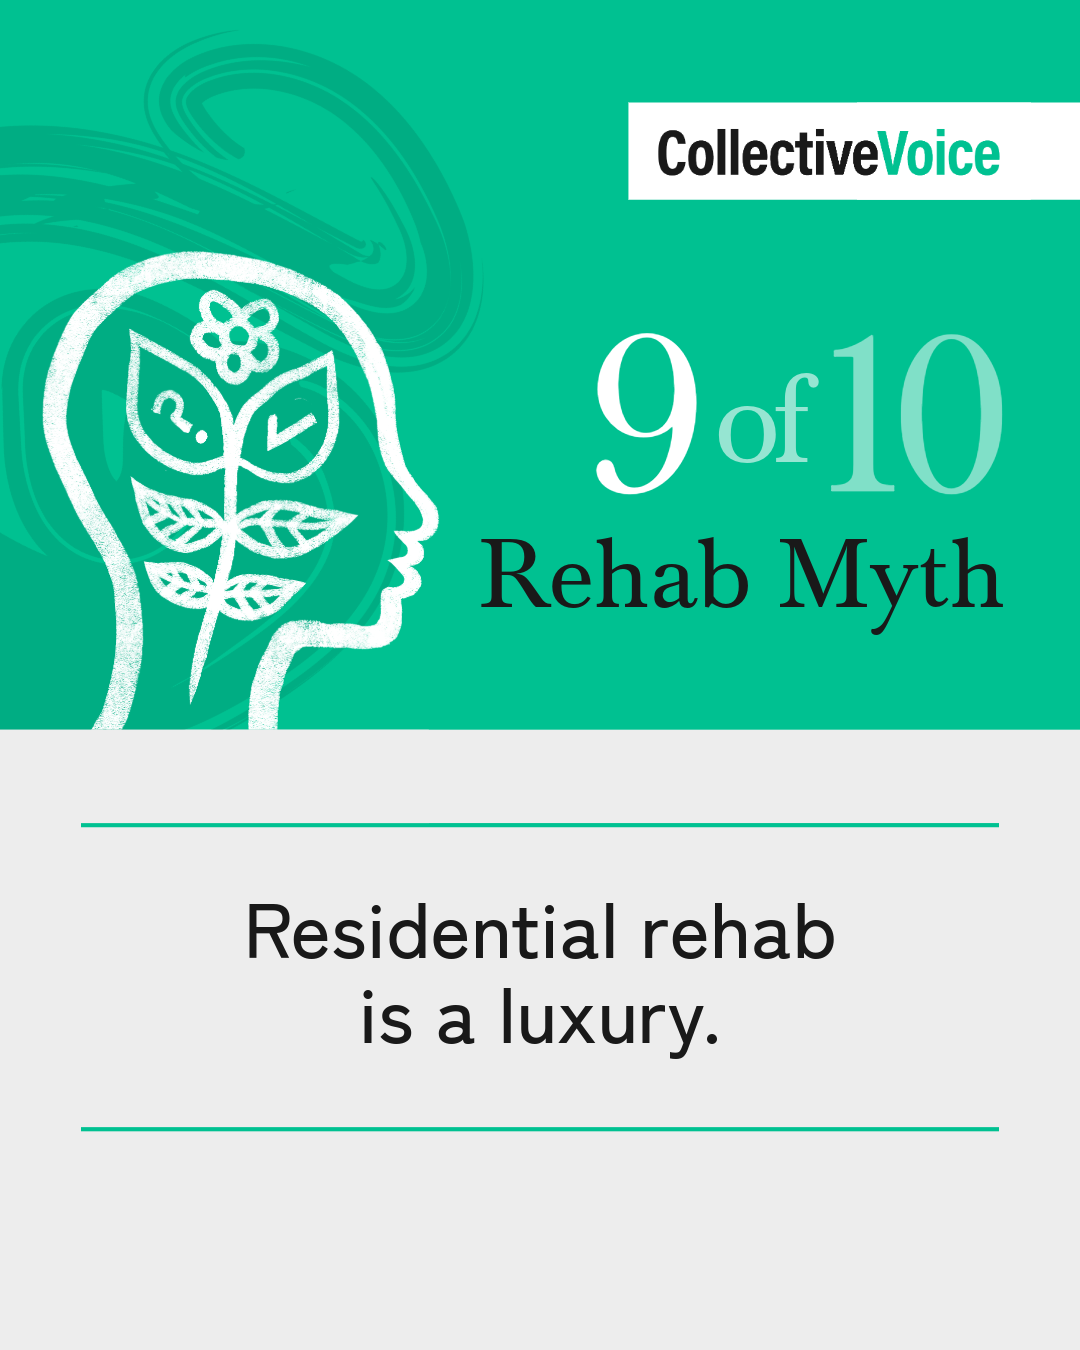 CollectiveVoice
9 of 10
Rehab Myth
Residential rehab
is a luxury.